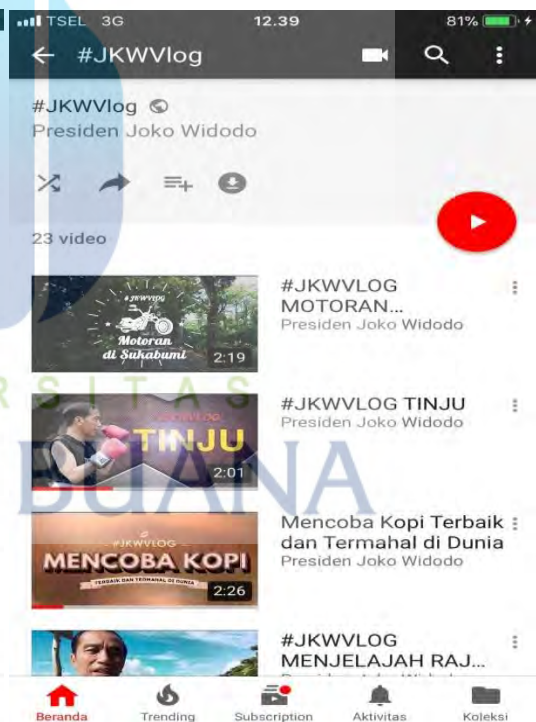 TSEL 3G 12.39 81%
#JKWVlog
#JKWVlog
Presiden Joko Widodo
23 video
#JKWVLOG
Motoran
di Sukabumi
2:19
#JKWVLOG
MOTORAN...
Presiden Joko Widodo
#JKWVLOG
TINJU
2:01
#JKWVLOG TINJU
Presiden Joko Widodo
#JKWVLOG
MENCOBA KOPI
TERBAIK DAN TERMAHAL DI DUNIA
2:26
Mencoba Kopi Terbaik
dan Termahal di Dunia
Presiden Joko Widodo
#JKWVLOG
MENJELAJAH RAJ...
Beranda Trending Subscription Aktivitas Koleksi
RSITAS
BUANA